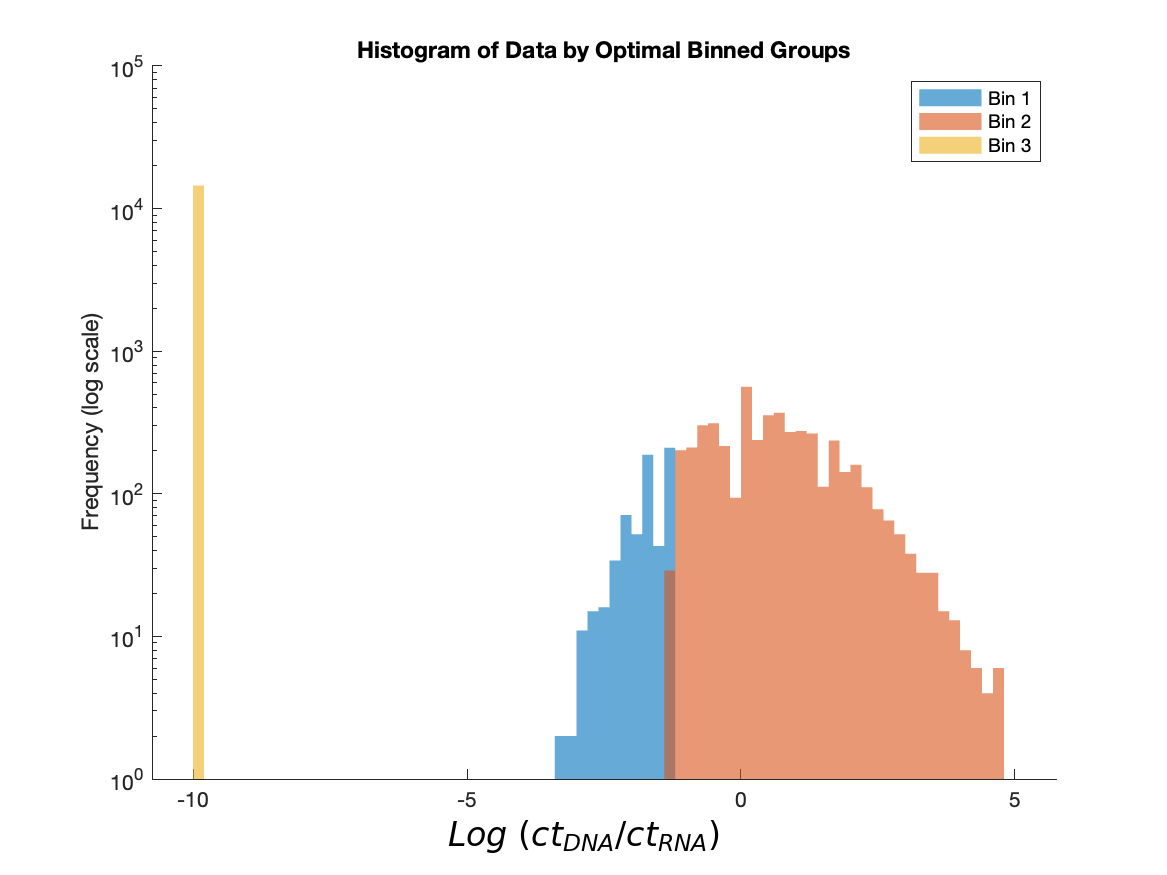 Histogram of Data by Optimal Binned Groups
Bin 1
Bin 2
Bin 3
Frequency (log scale)
10^5
10^4
10^3
10^2
10^1
10^0
-10 -5 0 5
Log (ct_DNA/ct_RNA)